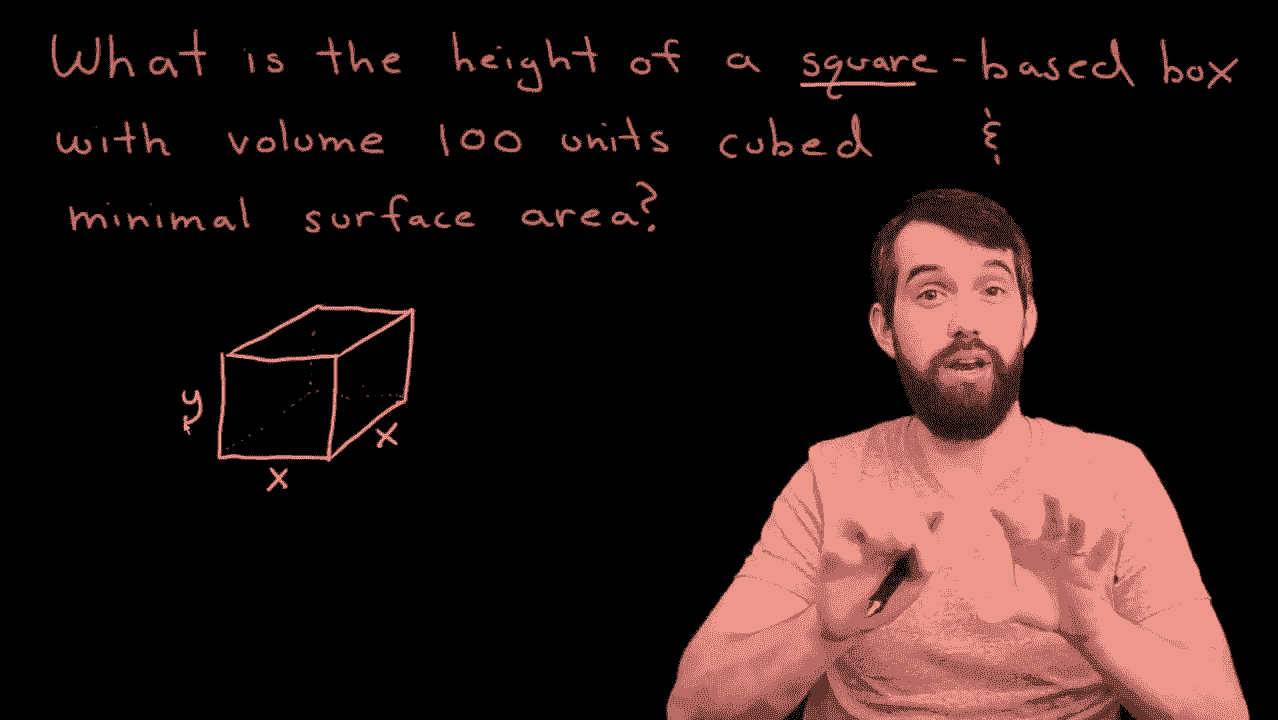 What is the height of a square-based box
with volume 100 units cubed &
minimal surface area?
y
x
x